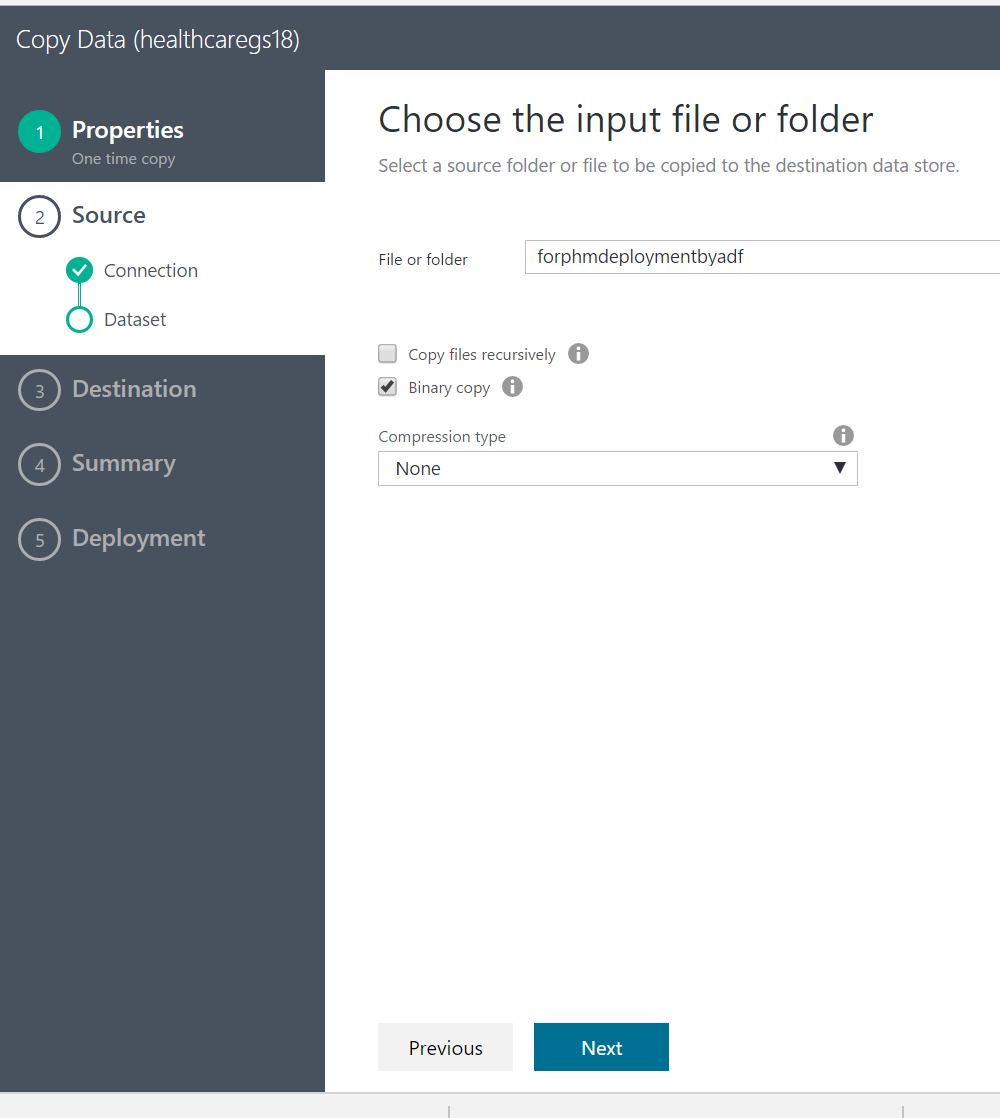 Copy Data (healthcaregs18)
1
Properties
One time copy
2
Source
Connection
Dataset
3
Destination
4
Summary
5
Deployment
Choose the input file or folder
Select a source folder or file to be copied to the destination data store.
File or folder
forphmdeploymentbyadf
Copy files recursively
Binary copy
Compression type
None
Previous
Next